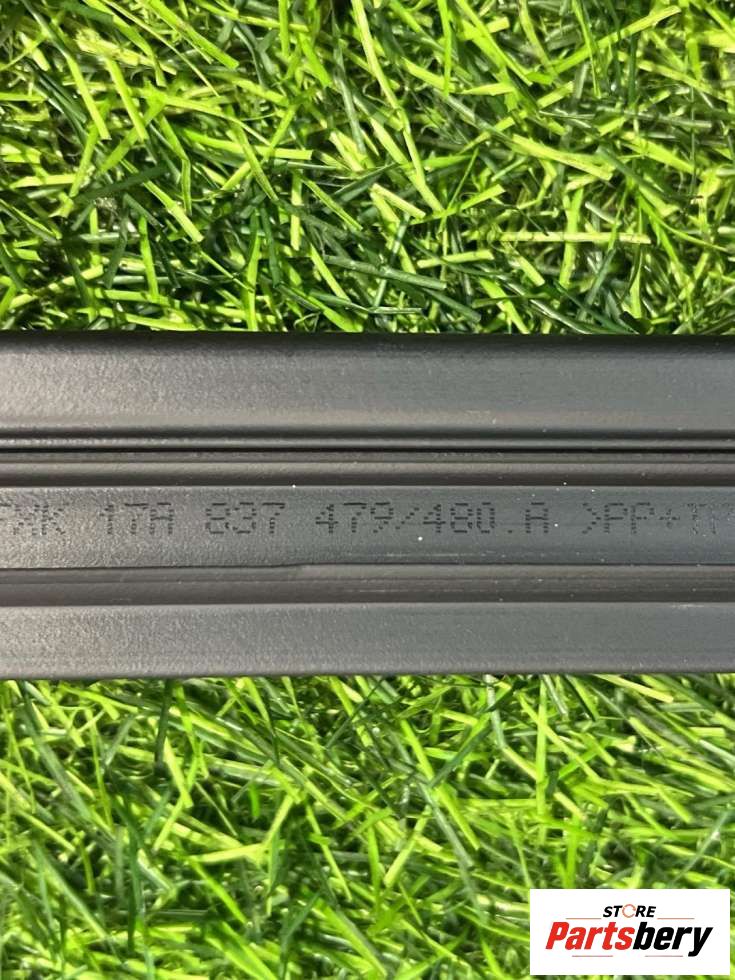 17A 837 479/480.A >PP+
STORE
Partsbery